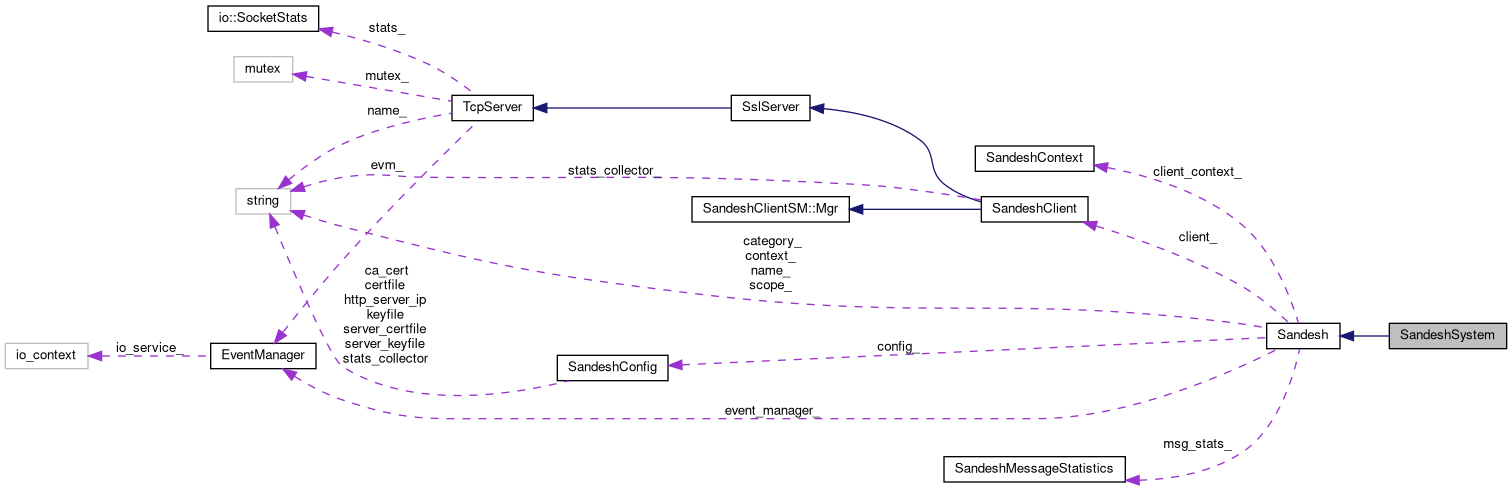 io::SocketStats
stats_
mutex
mutex_
TcpServer
SslServer
name_
SandeshContext
evm_
stats_collector_
client_context_
string
SandeshClientSM::Mgr
SandeshClient
client_
category_
context_
name_
scope_
ca_cert
certfile
http_server_ip
keyfile
server_certfile
server_keyfile
stats_collector
Sandesh
SandeshSystem
io_context
io_service_
EventManager
config_
SandeshConfig
event_manager_
msg_stats_
SandeshMessageStatistics